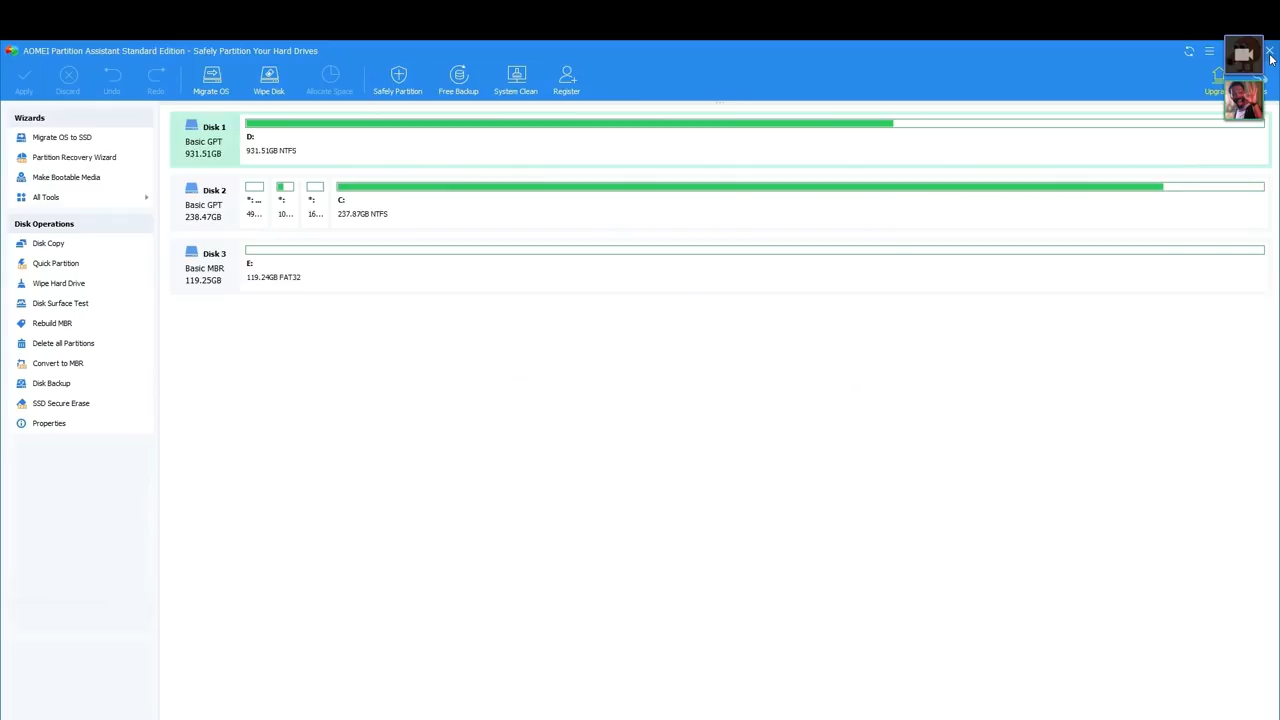 AOMEI Partition Assistant Standard Edition - Safely Partition Your Hard Drives
Apply Discard Undo Redo Migrate OS Wipe Disk Allocate Space Safely Partition Free Backup System Clean Register
Wizards
Migrate OS to SSD
Partition Recovery Wizard
Make Bootable Media
All Tools
Disk Operations
Disk Copy
Quick Partition
Wipe Hard Drive
Disk Surface Test
Rebuild MBR
Delete all Partitions
Convert to MBR
Disk Backup
SSD Secure Erase
Properties
Disk 1
Basic GPT
931.51GB
D:
931.51GB NTFS
Disk 2
Basic GPT
238.47GB
*: ... *: *: C:
49... 10... 16... 237.87GB NTFS
Disk 3
Basic MBR
119.25GB
E:
119.24GB FAT32